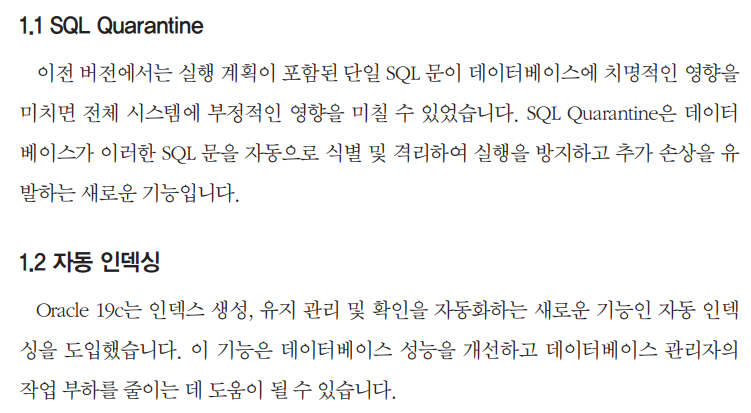 1.1 SQL Quarantine
이전 버전에서는 실행 계획이 포함된 단일 SQL 문이 데이터베이스에 치명적인 영향을
미치면 전체 시스템에 부정적인 영향을 미칠 수 있었습니다. SQL Quarantine은 데이터
베이스가 이러한 SQL 문을 자동으로 식별 및 격리하여 실행을 방지하고 추가 손상을 유
발하는 새로운 기능입니다.
1.2 자동 인덱싱
Oracle 19c는 인덱스 생성, 유지 관리 및 확인을 자동화하는 새로운 기능인 자동 인덱
싱을 도입했습니다. 이 기능은 데이터베이스 성능을 개선하고 데이터베이스 관리자의
작업 부하를 줄이는 데 도움이 될 수 있습니다.